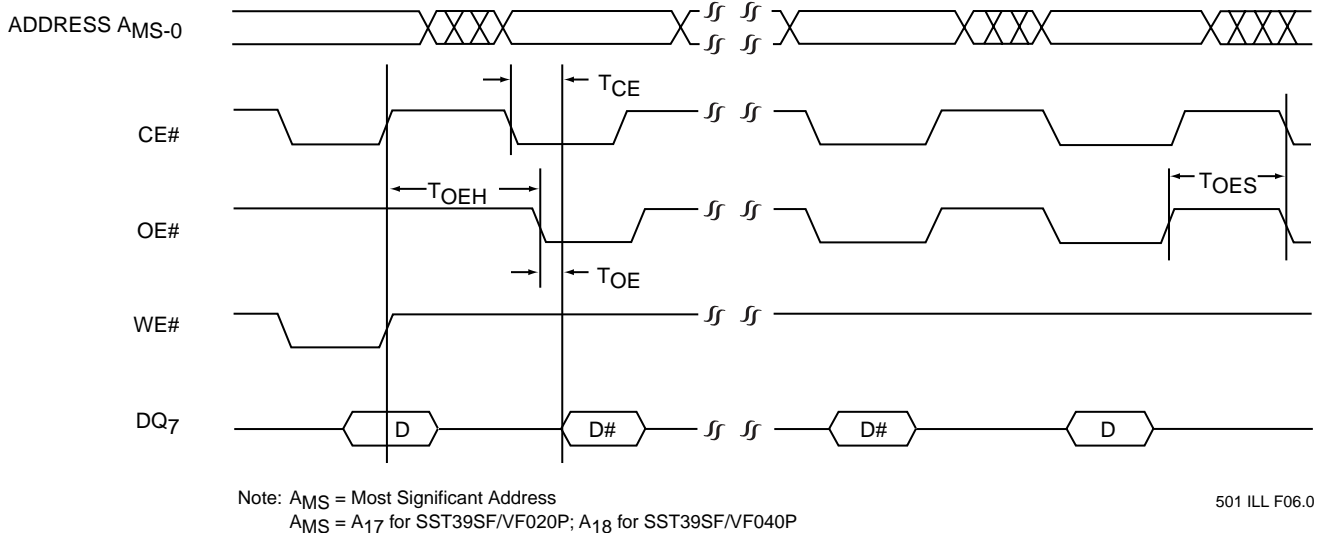 ADDRESS AMS-0
TCE
CE#
TOEH
TOES
OE#
TOE
WE#
DQ7
D
D#
D#
D
Note: AMS = Most Significant Address
AMS = A17 for SST39SF/VF020P; A18 for SST39SF/VF040P
501 ILL F06.0